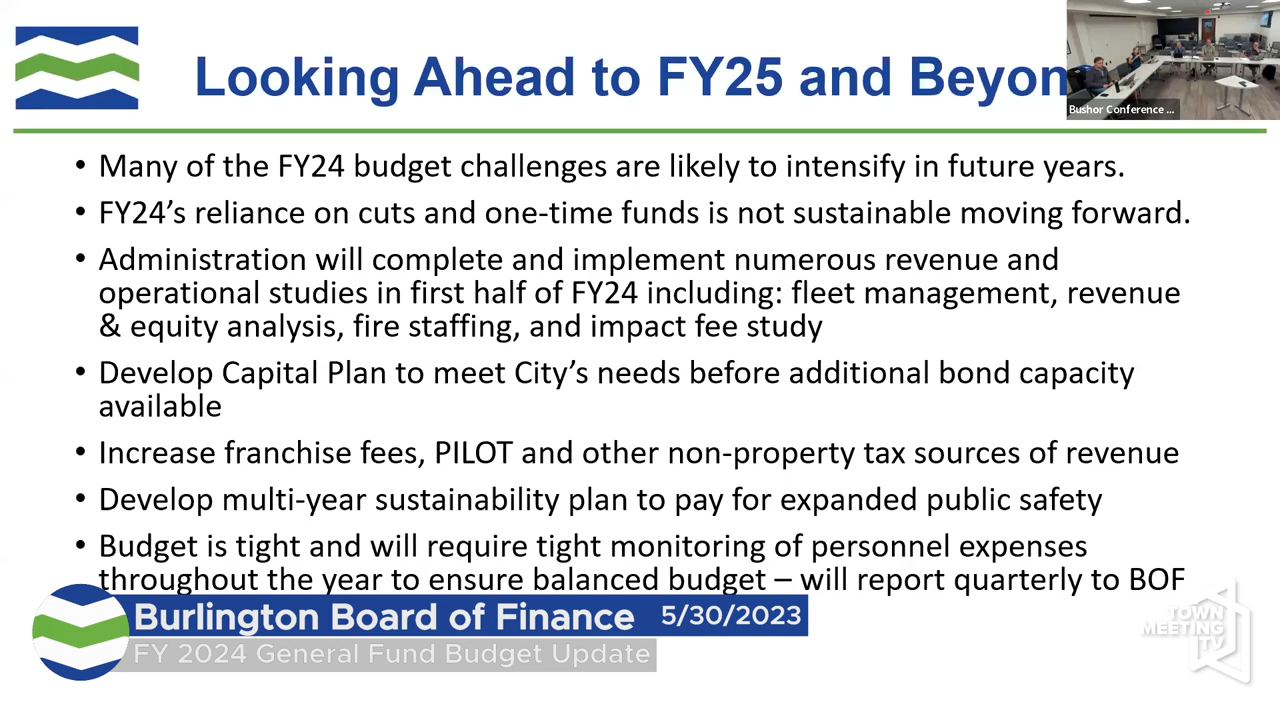 Looking Ahead to FY25 and Beyon
Bushor Conference ...
• Many of the FY24 budget challenges are likely to intensify in future years.
• FY24’s reliance on cuts and one-time funds is not sustainable moving forward.
• Administration will complete and implement numerous revenue and
operational studies in first half of FY24 including: fleet management, revenue
& equity analysis, fire staffing, and impact fee study
• Develop Capital Plan to meet City’s needs before additional bond capacity
available
• Increase franchise fees, PILOT and other non-property tax sources of revenue
• Develop multi-year sustainability plan to pay for expanded public safety
• Budget is tight and will require tight monitoring of personnel expenses
throughout the year to ensure balanced budget – will report quarterly to BOF
Burlington Board of Finance 5/30/2023
FY 2024 General Fund Budget Update
TOWN
MEETING
TV